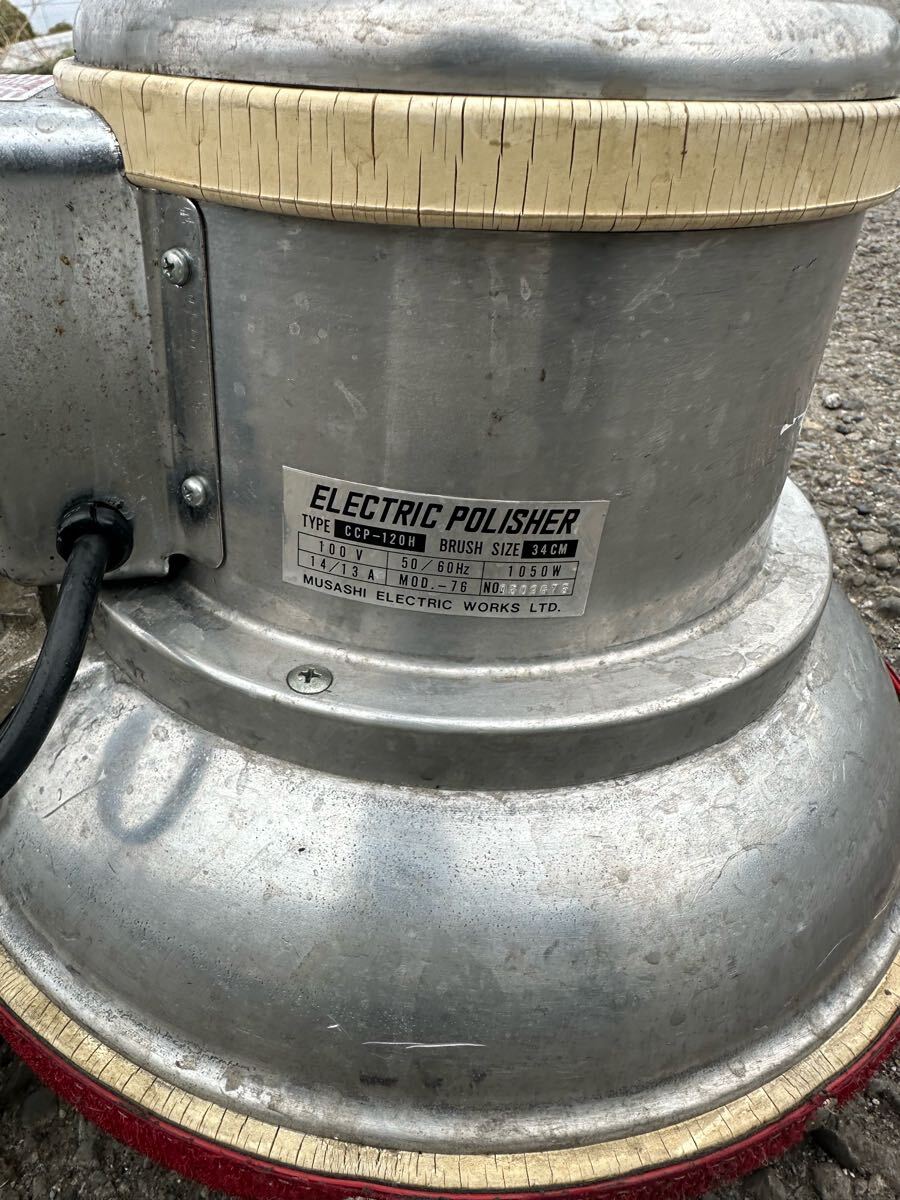 ELECTRIC POLISHER
TYPE CCP-120H BRUSH SIZE 34CM
100 V 50/60Hz 1050W
14/13 A MOD.-76 NO.
MUSASHI ELECTRIC WORKS LTD.